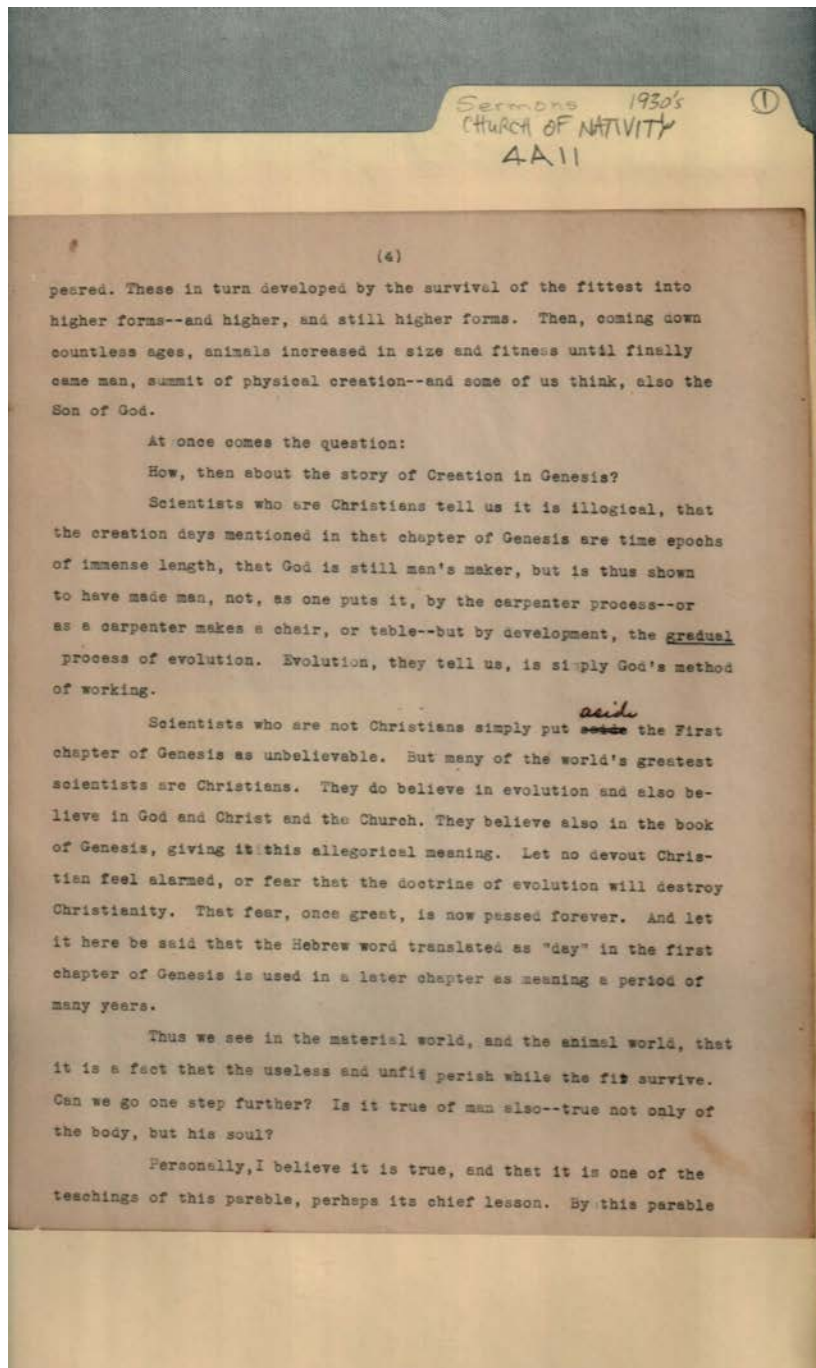 Sermons 1930's ①
CHURCH OF NATIVITY
4A11
(4)
peared. These in turn developed by the survival of the fittest into
higher forms--and higher, and still higher forms. Then, coming down
countless ages, animals increased in size and fitness until finally
came man, summit of physical creation--and some of us think, also the
Son of God.
At once comes the question:
How, then about the story of Creation in Genesis?
Scientists who are Christians tell us it is illogical, that
the creation days mentioned in that chapter of Genesis are time epochs
of immense length, that God is still man's maker, but is thus shown
to have made man, not, as one puts it, by the carpenter process--or
as a carpenter makes a chair, or table--but by development, the gradual
process of evolution. Evolution, they tell us, is simply God's method
of working.
aside
Scientists who are not Christians simply put the First
chapter of Genesis as unbelievable. But many of the world's greatest
scientists are Christians. They do believe in evolution and also be-
lieve in God and Christ and the Church. They believe also in the book
of Genesis, giving it this allegorical meaning. Let no devout Chris-
tian feel alarmed, or fear that the doctrine of evolution will destroy
Christianity. That fear, once great, is now passed forever. And let
it here be said that the Hebrew word translated as "day" in the first
chapter of Genesis is used in a later chapter as meaning a period of
many years.
Thus we see in the material world, and the animal world, that
it is a fact that the useless and unfit perish while the fit survive.
Can we go one step further? Is it true of man also--true not only of
the body, but his soul?
Personally, I believe it is true, and that it is one of the
teachings of this parable, perhaps its chief lesson. By this parable